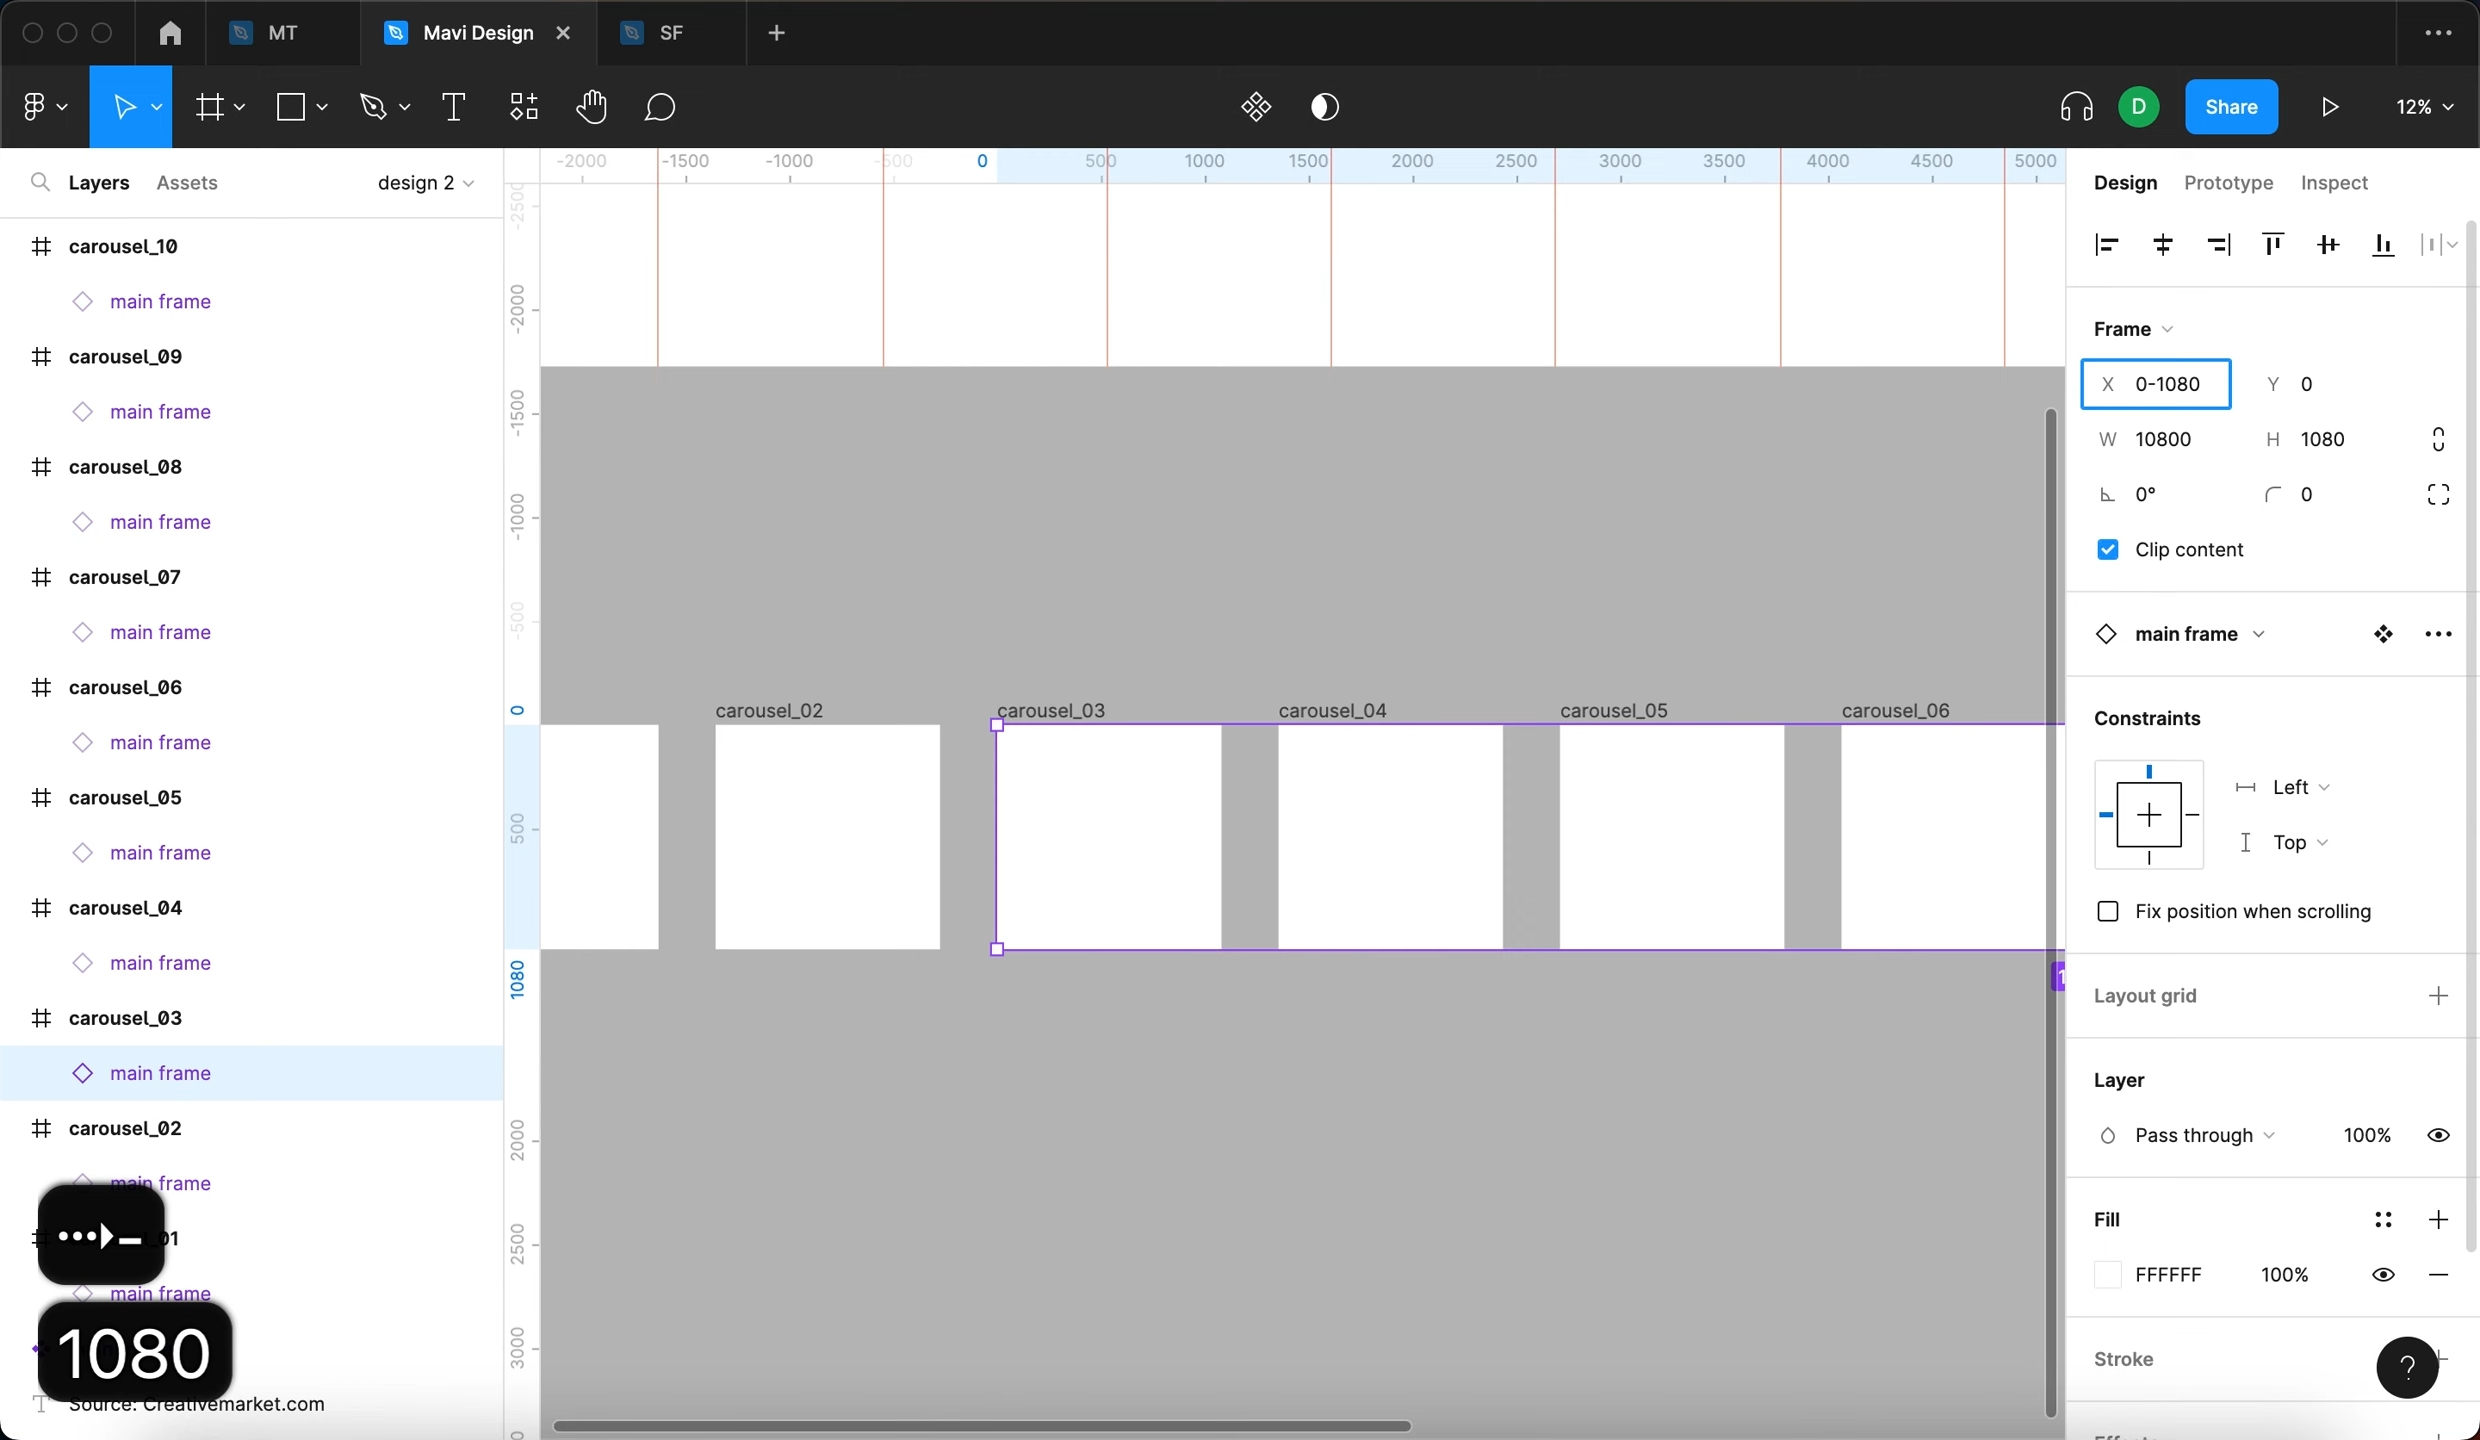 MT
Mavi Design
SF
D
Share
12%
Layers
Assets
design 2
carousel_10
main frame
carousel_09
main frame
carousel_08
main frame
carousel_07
main frame
carousel_06
main frame
carousel_05
main frame
carousel_04
main frame
carousel_03
main frame
carousel_02
main frame
01
main frame
Source: Creativemarket.com
1080
-2000
-1500
-1000
-500
0
500
1000
1500
2000
2500
3000
3500
4000
4500
5000
-2500
-2000
-1500
-1000
-500
0
500
1080
2000
2500
3000
carousel_02
carousel_03
carousel_04
carousel_05
carousel_06
Design
Prototype
Inspect
Frame
X 0-1080
Y 0
W 10800
H 1080
0°
0
Clip content
main frame
Constraints
Left
Top
Fix position when scrolling
Layout grid
Layer
Pass through
100%
Fill
FFFFFF
100%
Stroke
?